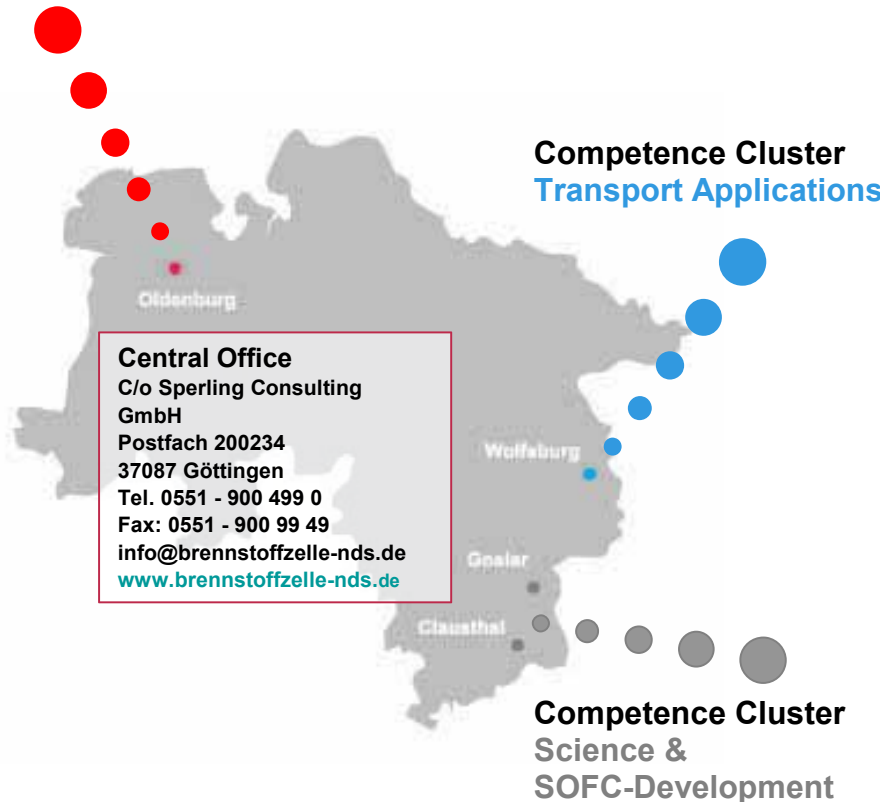 Competence Cluster
Transport Applications
Oldenburg
Central Office
C/o Sperling Consulting
GmbH
Postfach 200234
37087 Göttingen
Tel. 0551 - 900 499 0
Fax: 0551 - 900 99 49
info@brennstoffzelle-nds.de
www.brennstoffzelle-nds.de
Wolfsburg
Goslar
Clausthal
Competence Cluster
Science &
SOFC-Development